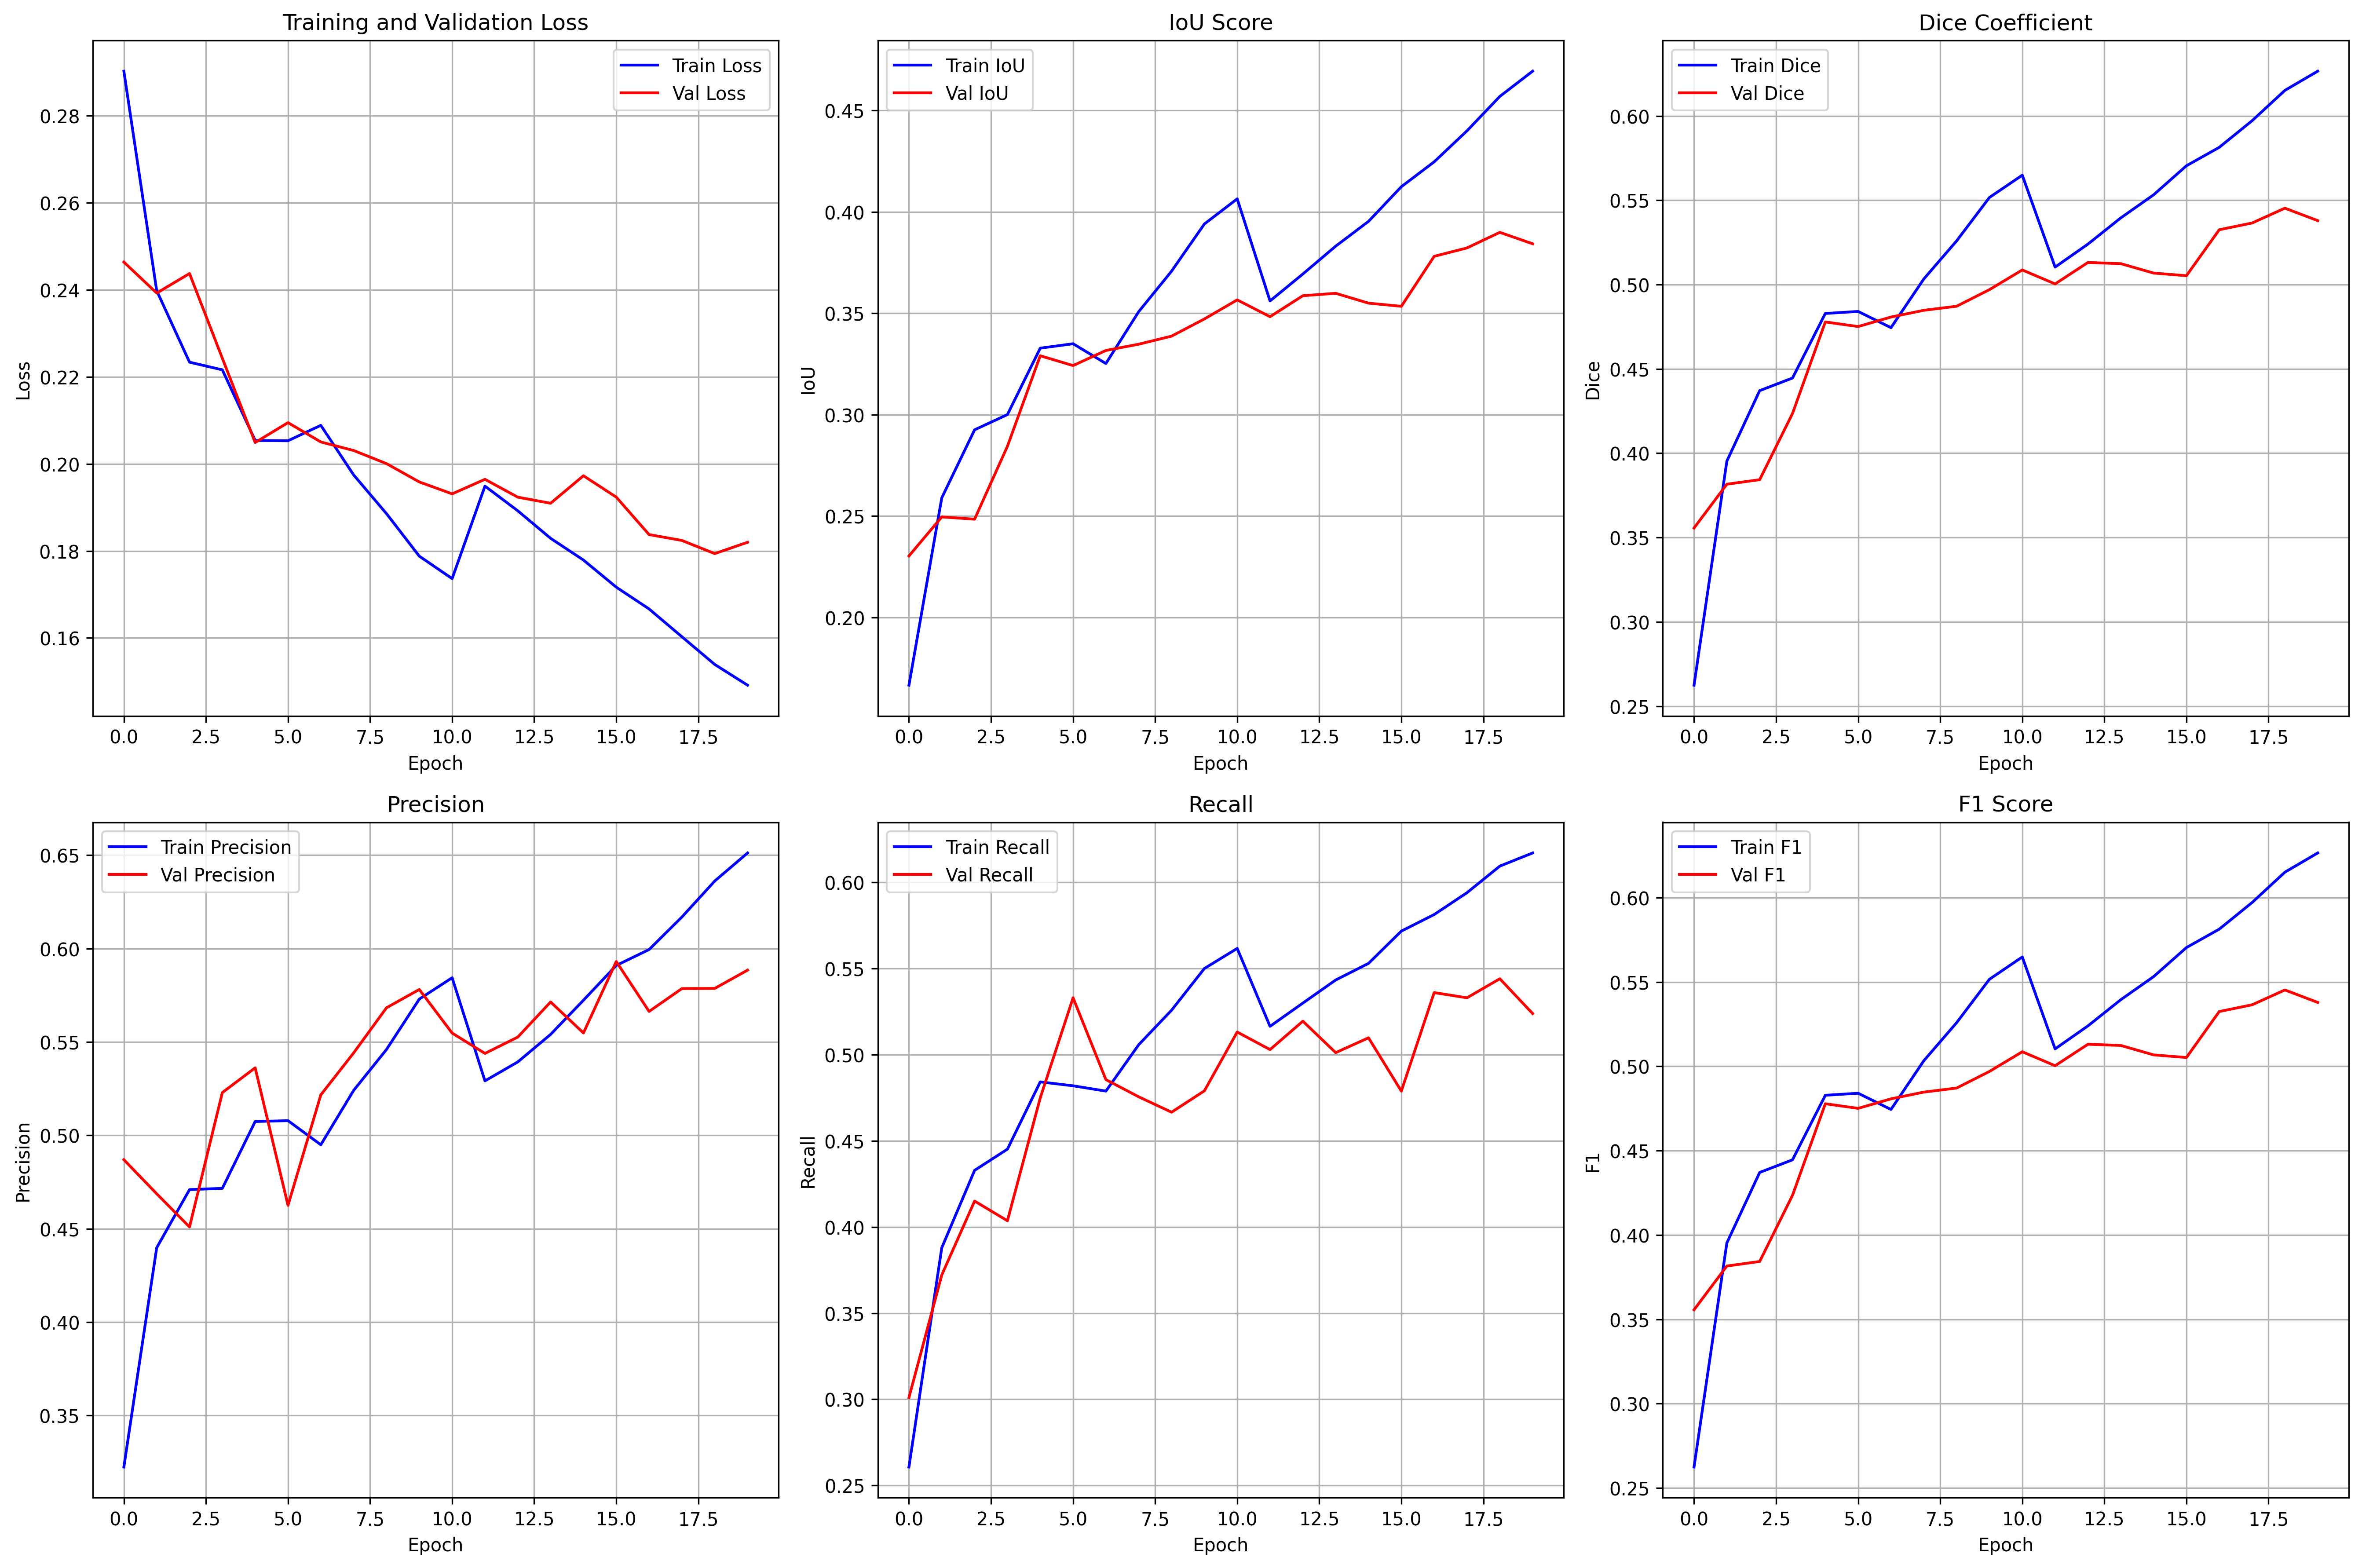 Training and Validation Loss
Train Loss
Val Loss
0.28
0.26
0.24
0.22
0.20
0.18
0.16
Loss
0.0 2.5 5.0 7.5 10.0 12.5 15.0 17.5
Epoch
IoU Score
Train IoU
Val IoU
0.45
0.40
0.35
0.30
0.25
0.20
IoU
0.0 2.5 5.0 7.5 10.0 12.5 15.0 17.5
Epoch
Dice Coefficient
Train Dice
Val Dice
0.60
0.55
0.50
0.45
0.40
0.35
0.30
0.25
Dice
0.0 2.5 5.0 7.5 10.0 12.5 15.0 17.5
Epoch
Precision
Train Precision
Val Precision
0.65
0.60
0.55
0.50
0.45
0.40
0.35
Precision
0.0 2.5 5.0 7.5 10.0 12.5 15.0 17.5
Epoch
Recall
Train Recall
Val Recall
0.60
0.55
0.50
0.45
0.40
0.35
0.30
0.25
Recall
0.0 2.5 5.0 7.5 10.0 12.5 15.0 17.5
Epoch
F1 Score
Train F1
Val F1
0.60
0.55
0.50
0.45
0.40
0.35
0.30
0.25
F1
0.0 2.5 5.0 7.5 10.0 12.5 15.0 17.5
Epoch